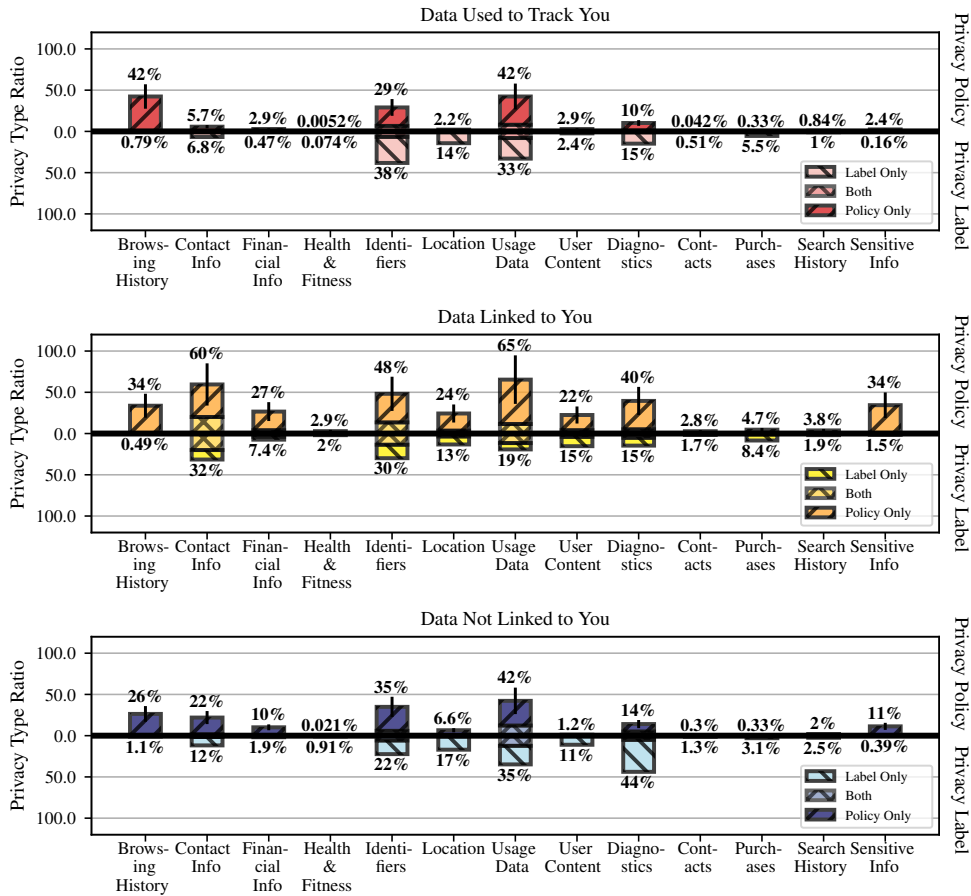 Data Used to Track You
Privacy Type Ratio
100.0
50.0
0.0
50.0
100.0
42% 5.7% 2.9% 0.0052% 29% 2.2% 42% 2.9% 10% 0.042% 0.33% 0.84% 2.4%
0.79% 6.8% 0.47% 0.074% 38% 14% 33% 2.4% 15% 0.51% 5.5% 1% 0.16%
Label Only
Both
Policy Only
Privacy Policy
Privacy Label
Brows- Contact Finan- Health Identi- Location Usage User Diagno- Cont- Purch- Search Sensitive
ing Info cial & fiers Data Content stics acts ases History Info
History Info Fitness
Data Linked to You
Privacy Type Ratio
100.0
50.0
0.0
50.0
100.0
34% 60% 27% 2.9% 48% 24% 65% 22% 40% 2.8% 4.7% 3.8% 34%
0.49% 32% 7.4% 2% 30% 13% 19% 15% 15% 1.7% 8.4% 1.9% 1.5%
Label Only
Both
Policy Only
Privacy Policy
Privacy Label
Brows- Contact Finan- Health Identi- Location Usage User Diagno- Cont- Purch- Search Sensitive
ing Info cial & fiers Data Content stics acts ases History Info
History Info Fitness
Data Not Linked to You
Privacy Type Ratio
100.0
50.0
0.0
50.0
100.0
26% 22% 10% 0.021% 35% 6.6% 42% 1.2% 14% 0.3% 0.33% 2% 11%
1.1% 12% 1.9% 0.91% 22% 17% 35% 11% 44% 1.3% 3.1% 2.5% 0.39%
Label Only
Both
Policy Only
Privacy Policy
Privacy Label
Brows- Contact Finan- Health Identi- Location Usage User Diagno- Cont- Purch- Search Sensitive
ing Info cial & fiers Data Content stics acts ases History Info
History Info Fitness